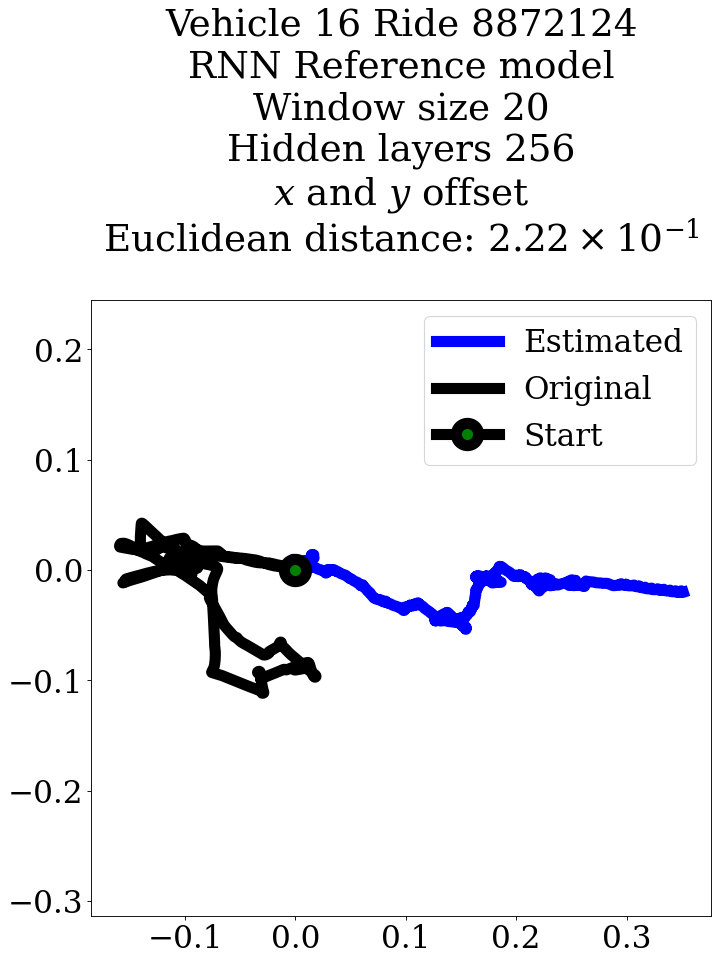 Vehicle 16 Ride 8872124
RNN Reference model
Window size 20
Hidden layers 256
x and y offset
Euclidean distance: 2.22 × 10⁻¹
Estimated
Original
Start
0.2
0.1
0.0
−0.1
−0.2
−0.3
−0.1
0.0
0.1
0.2
0.3